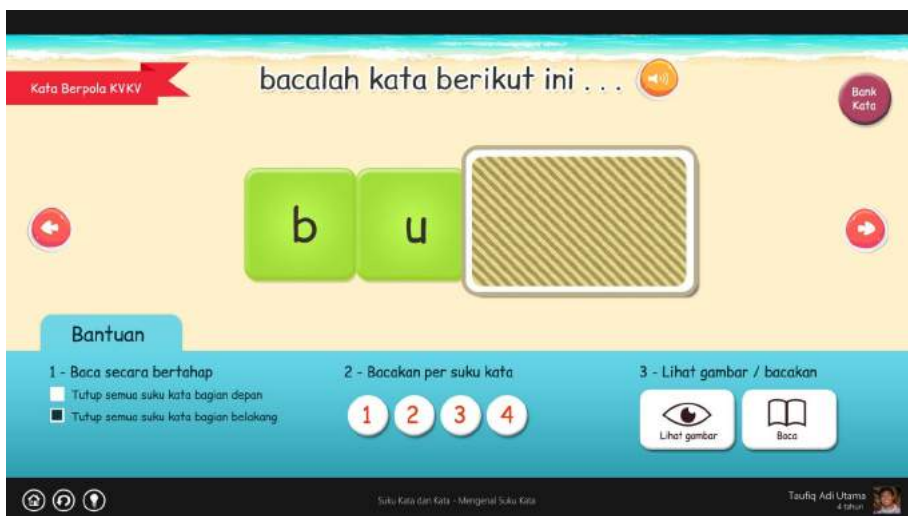 Kata Berpola KVKV
bacalah kata berikut ini . . .
Bank
Kata
b u
Bantuan
1 - Baca secara bertahap
Tutup semua suku kata bagian depan
Tutup semua suku kata bagian belakang
2 - Bacakan per suku kata
1 2 3 4
3 - Lihat gambar / bacakan
Lihat gambar
Baca
Suku Kata dan Kata - Mengenal Suku Kata
Taufiq Adi Utama
4 tahun